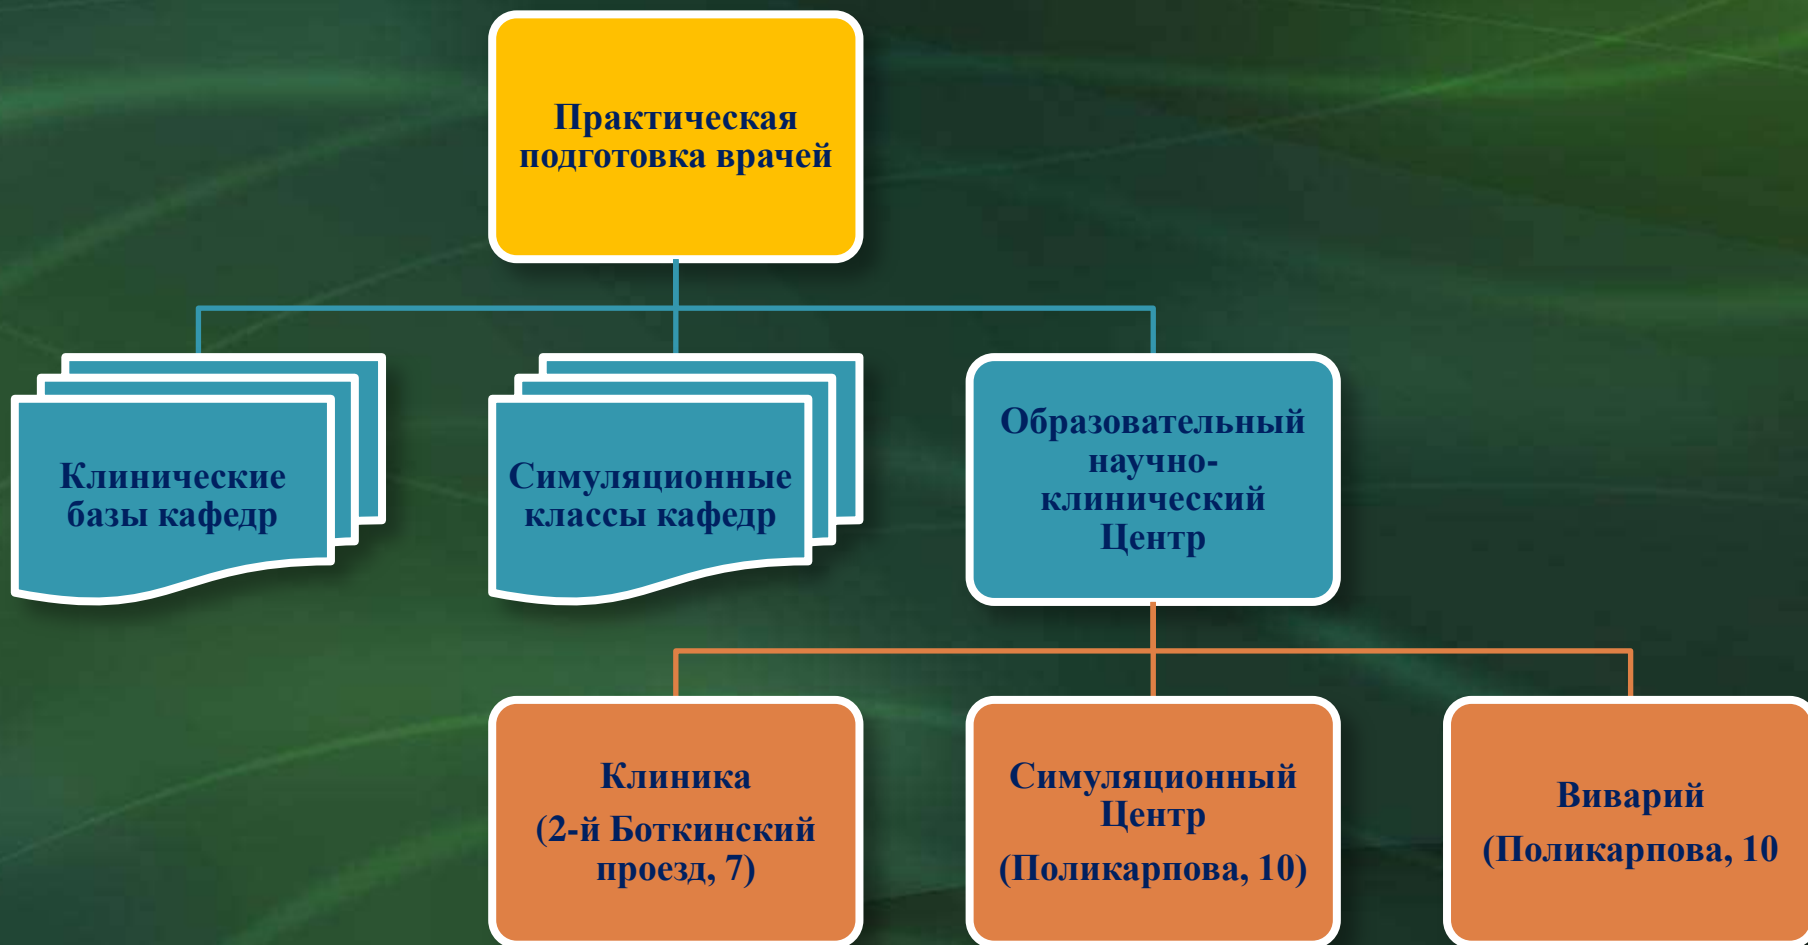 Практическая
подготовка врачей
Клинические
базы кафедр
Симуляционные
классы кафедр
Образовательный
научно-
клинический
Центр
Клиника
(2-й Боткинский
проезд, 7)
Симуляционный
Центр
(Поликарпова, 10)
Виварий
(Поликарпова, 10